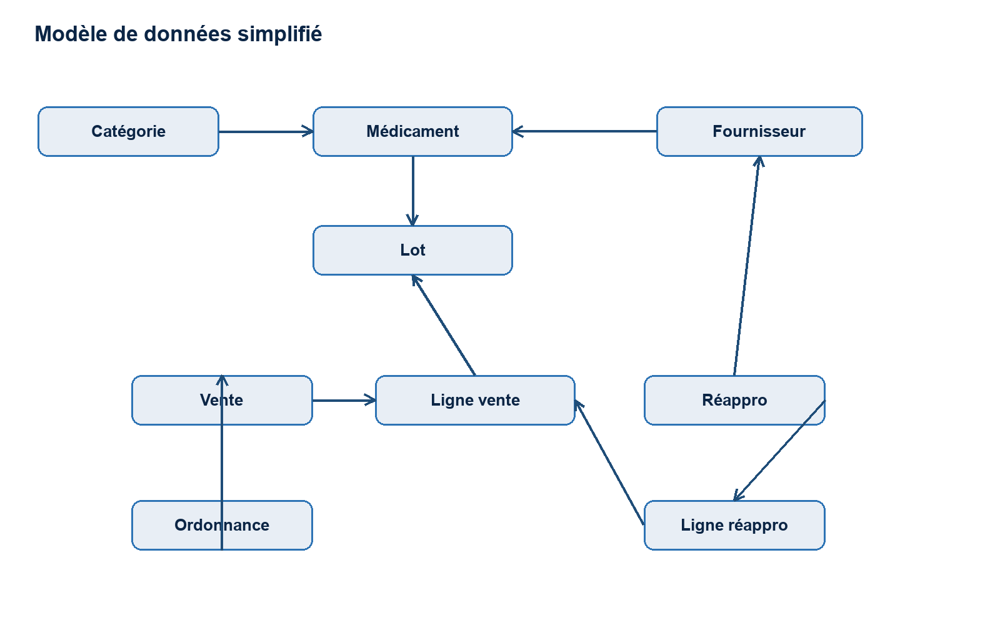 Modèle de données simplifié
Catégorie
Médicament
Fournisseur
Lot
Vente
Ligne vente
Réappro
Ordonnance
Ligne réappro